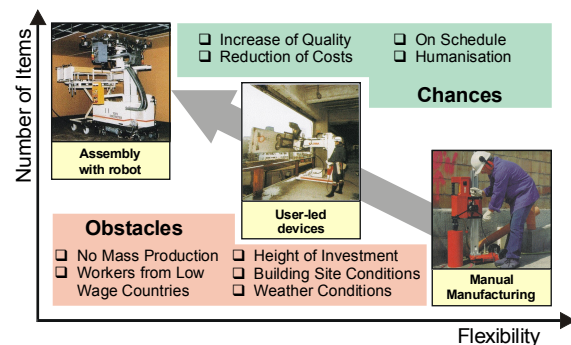 Number of Items
❑ Increase of Quality
❑ Reduction of Costs
❑ On Schedule
❑ Humanisation
Chances
Assembly
with robot
User-led
devices
Manual
Manufacturing
Obstacles
❑ No Mass Production
❑ Workers from Low
Wage Countries
❑ Height of Investment
❑ Building Site Conditions
❑ Weather Conditions
Flexibility